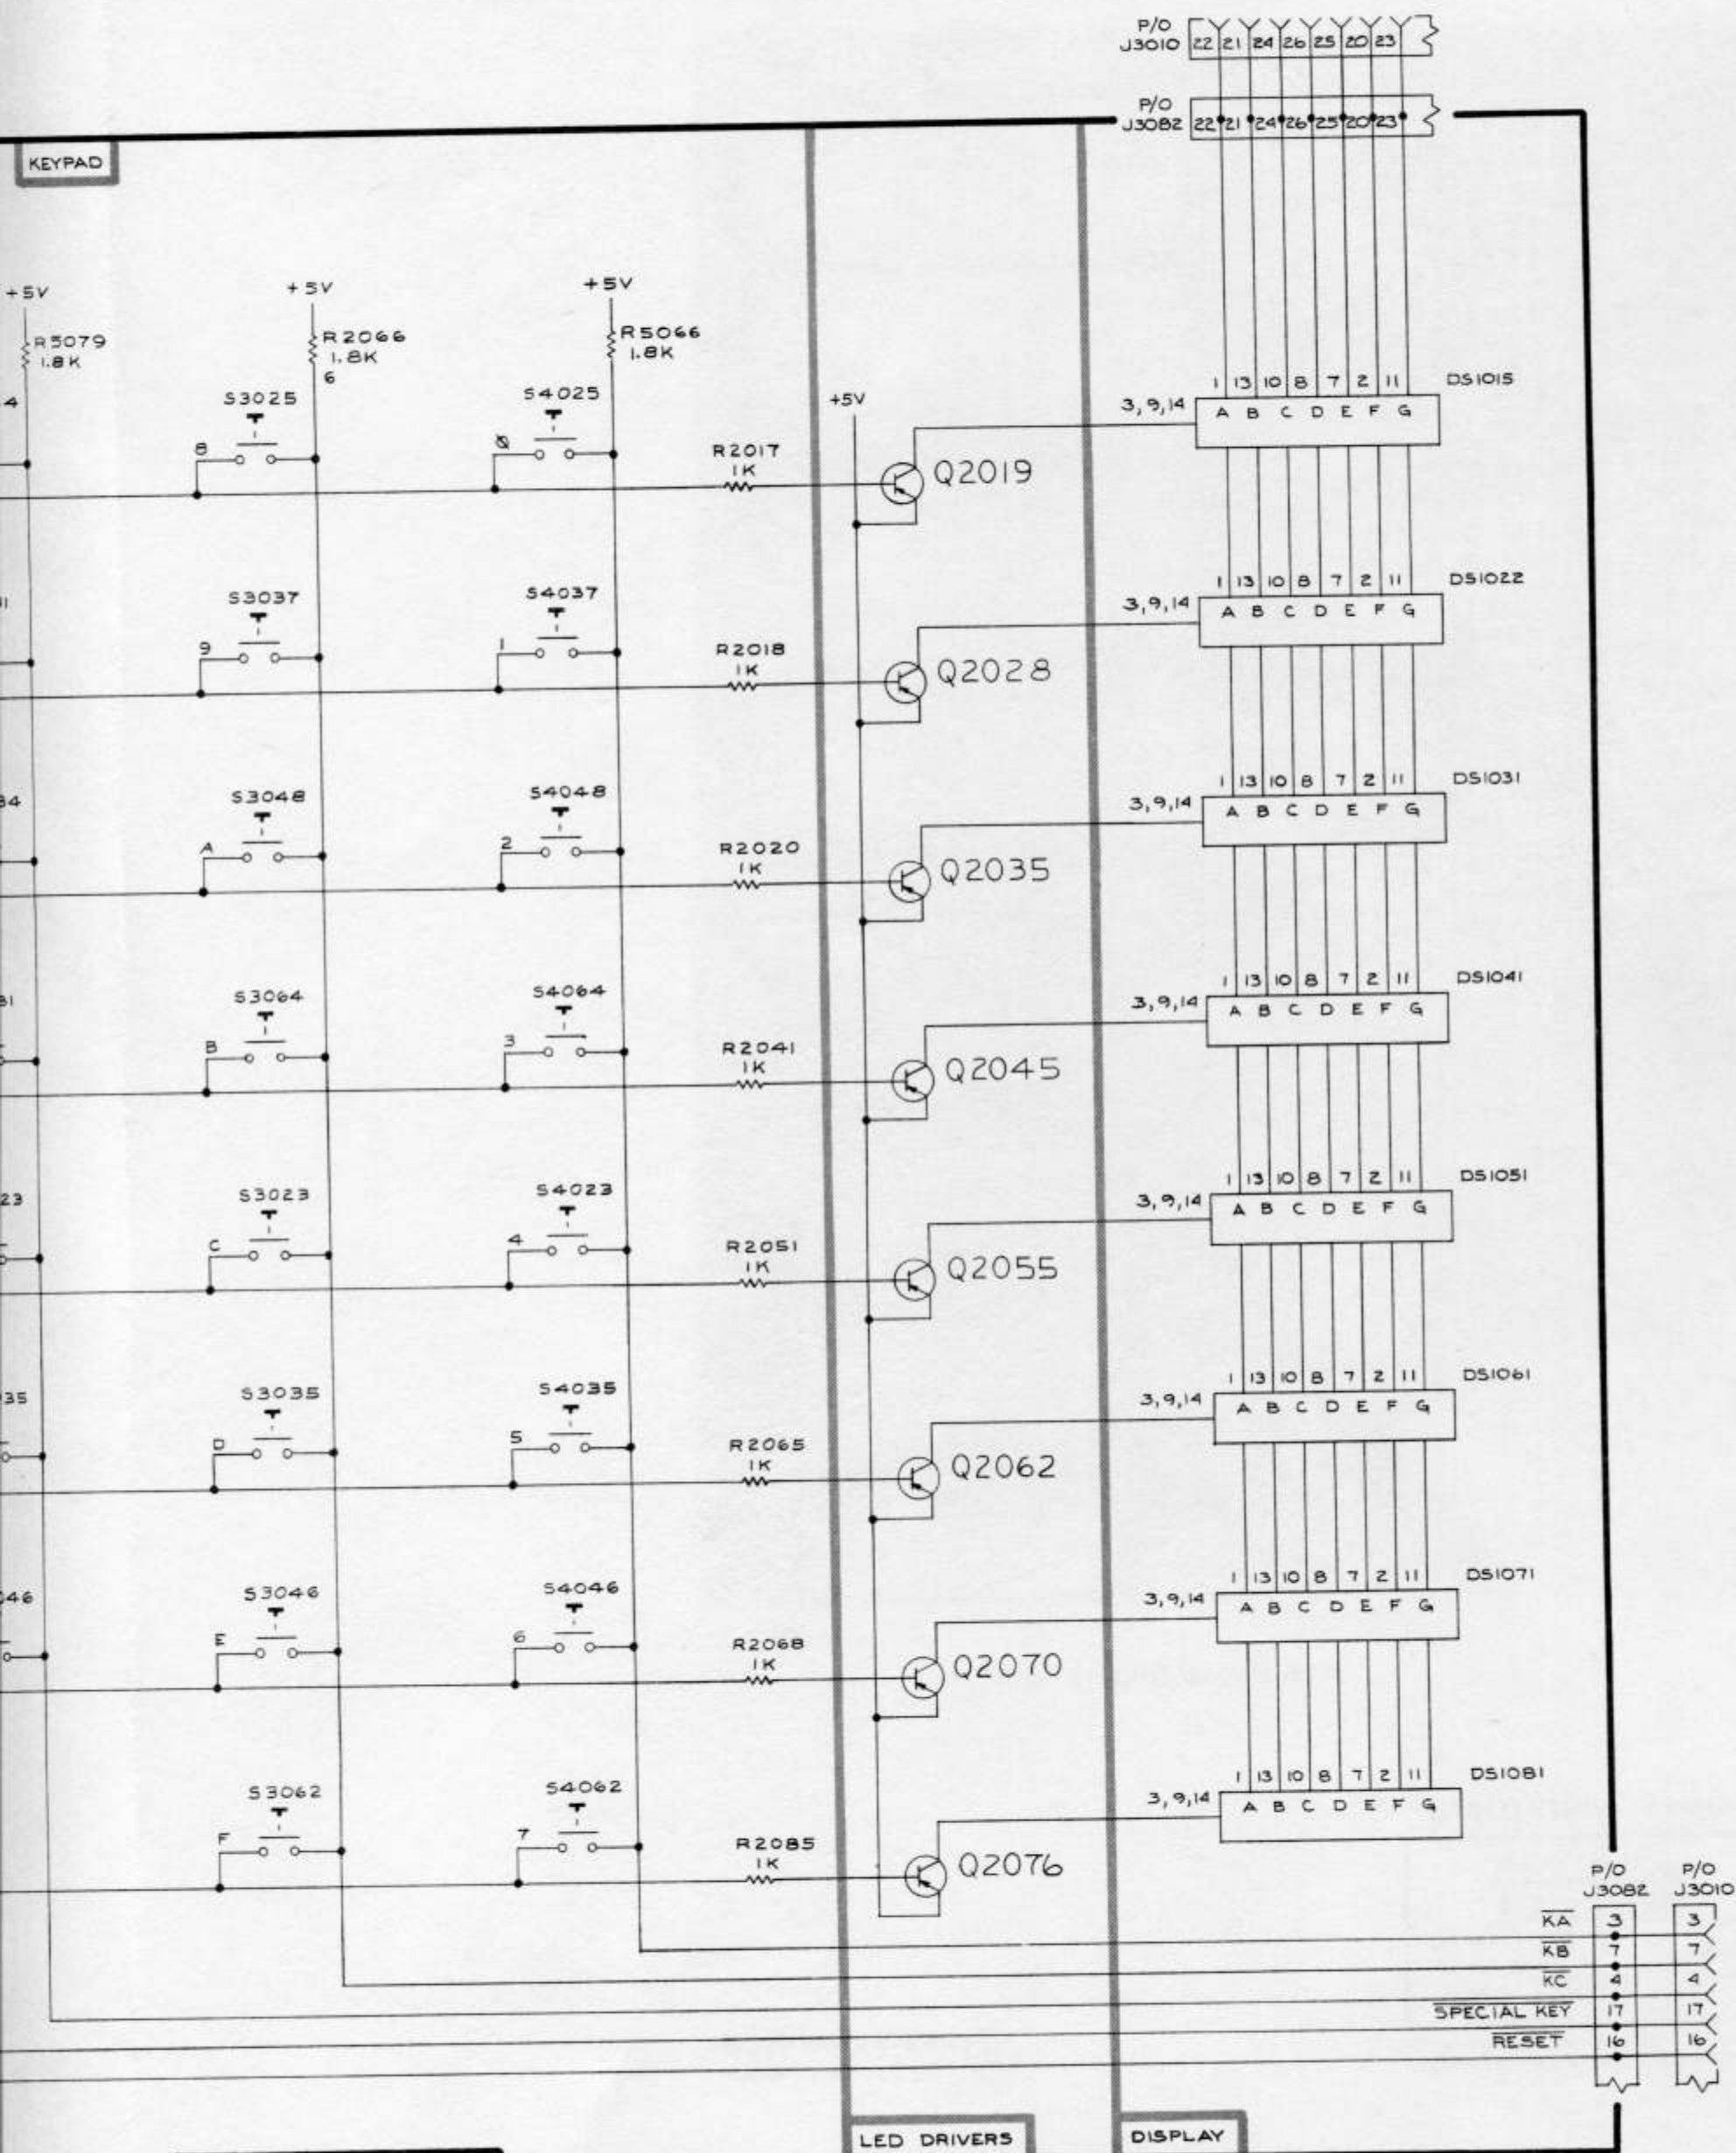 P/O
J3010 22 21 24 26 25 20 23
P/O
J3082 22 21 24 26 25 20 23
KEYPAD
+5V
R5079
1.8K
+5V
R2066
1.8K
6
+5V
R5066
1.8K
4
S3025
8
S4025
0
R2017
1K
+5V
Q2019
3,9,14
1 13 10 8 7 2 11
A B C D E F G
DS1015
11
S3037
9
S4037
1
R2018
1K
Q2028
3,9,14
1 13 10 8 7 2 11
A B C D E F G
DS1022
34
S3048
A
S4048
2
R2020
1K
Q2035
3,9,14
1 13 10 8 7 2 11
A B C D E F G
DS1031
S3064
B
S4064
3
R2041
1K
Q2045
3,9,14
1 13 10 8 7 2 11
A B C D E F G
DS1041
23
S3023
C
S4023
4
R2051
1K
Q2055
3,9,14
1 13 10 8 7 2 11
A B C D E F G
DS1051
35
S3035
D
S4035
5
R2065
1K
Q2062
3,9,14
1 13 10 8 7 2 11
A B C D E F G
DS1061
46
S3046
E
S4046
6
R2068
1K
Q2070
3,9,14
1 13 10 8 7 2 11
A B C D E F G
DS1071
S3062
F
S4062
7
R2085
1K
Q2076
3,9,14
1 13 10 8 7 2 11
A B C D E F G
DS1081
P/O
J3082
P/O
J3010
KA 3 3
KB 7 7
KC 4 4
SPECIAL KEY 17 17
RESET 16 16
LED DRIVERS
DISPLAY